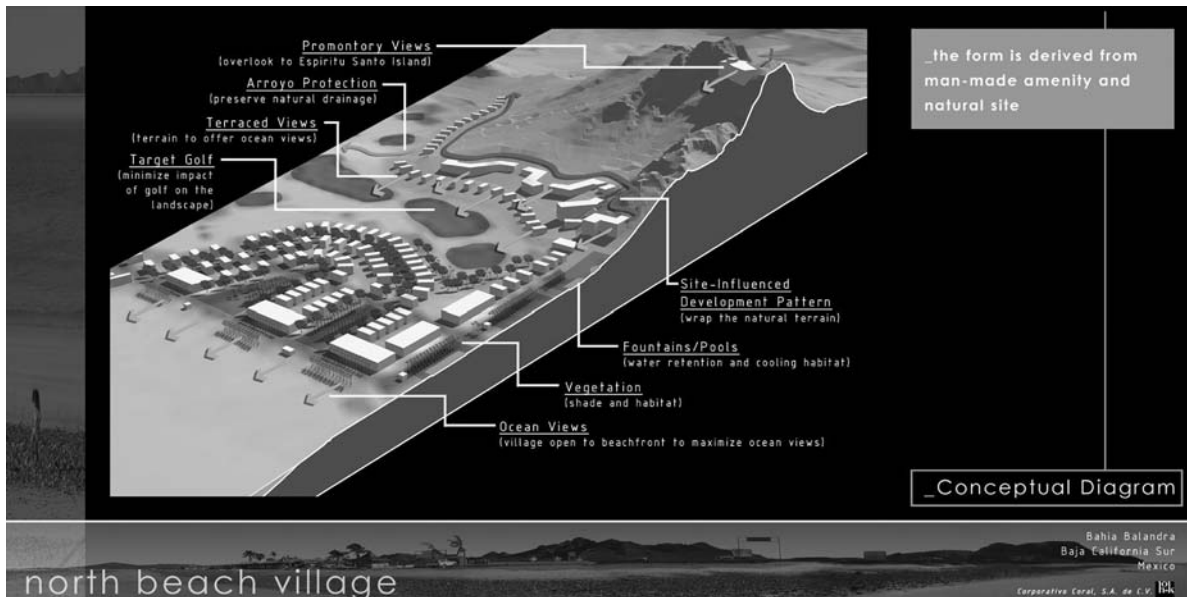 Promontory Views
(overlook to Espiritu Santo Island)
Arroyo Protection
(preserve natural drainage)
Terraced Views
(terrain to offer ocean views)
Target Golf
(minimize impact
of golf on the
landscape)
_the form is derived from
man-made amenity and
natural site
Site-Influenced
Development Pattern
(wrap the natural terrain)
Fountains/Pools
(water retention and cooling habitat)
Vegetation
(shade and habitat)
Ocean Views
(village open to beachfront to maximize ocean views)
_Conceptual Diagram
north beach village
Bahia Balandra
Baja California Sur
Mexico
Corporativo Coral, S.A. de C.V.